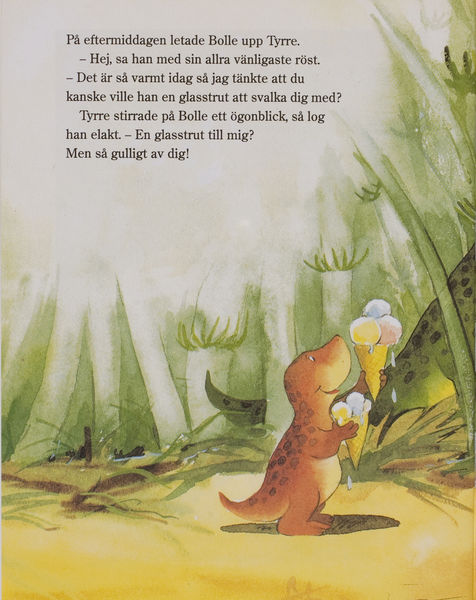 På eftermiddagen letade Bolle upp Tyrre.
– Hej, sa han med sin allra vänligaste röst.
– Det är så varmt idag så jag tänkte att du
kanske ville han en glasstrut att svalka dig med?
Tyrre stirrade på Bolle ett ögonblick, så log
han elakt. – En glasstrut till mig?
Men så gulligt av dig!